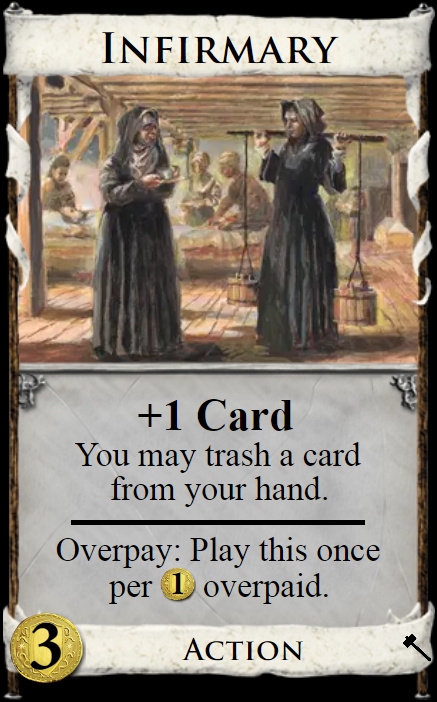 INFIRMARY
+1 Card
You may trash a card
from your hand.
Overpay: Play this once
per 1 overpaid.
3
ACTION